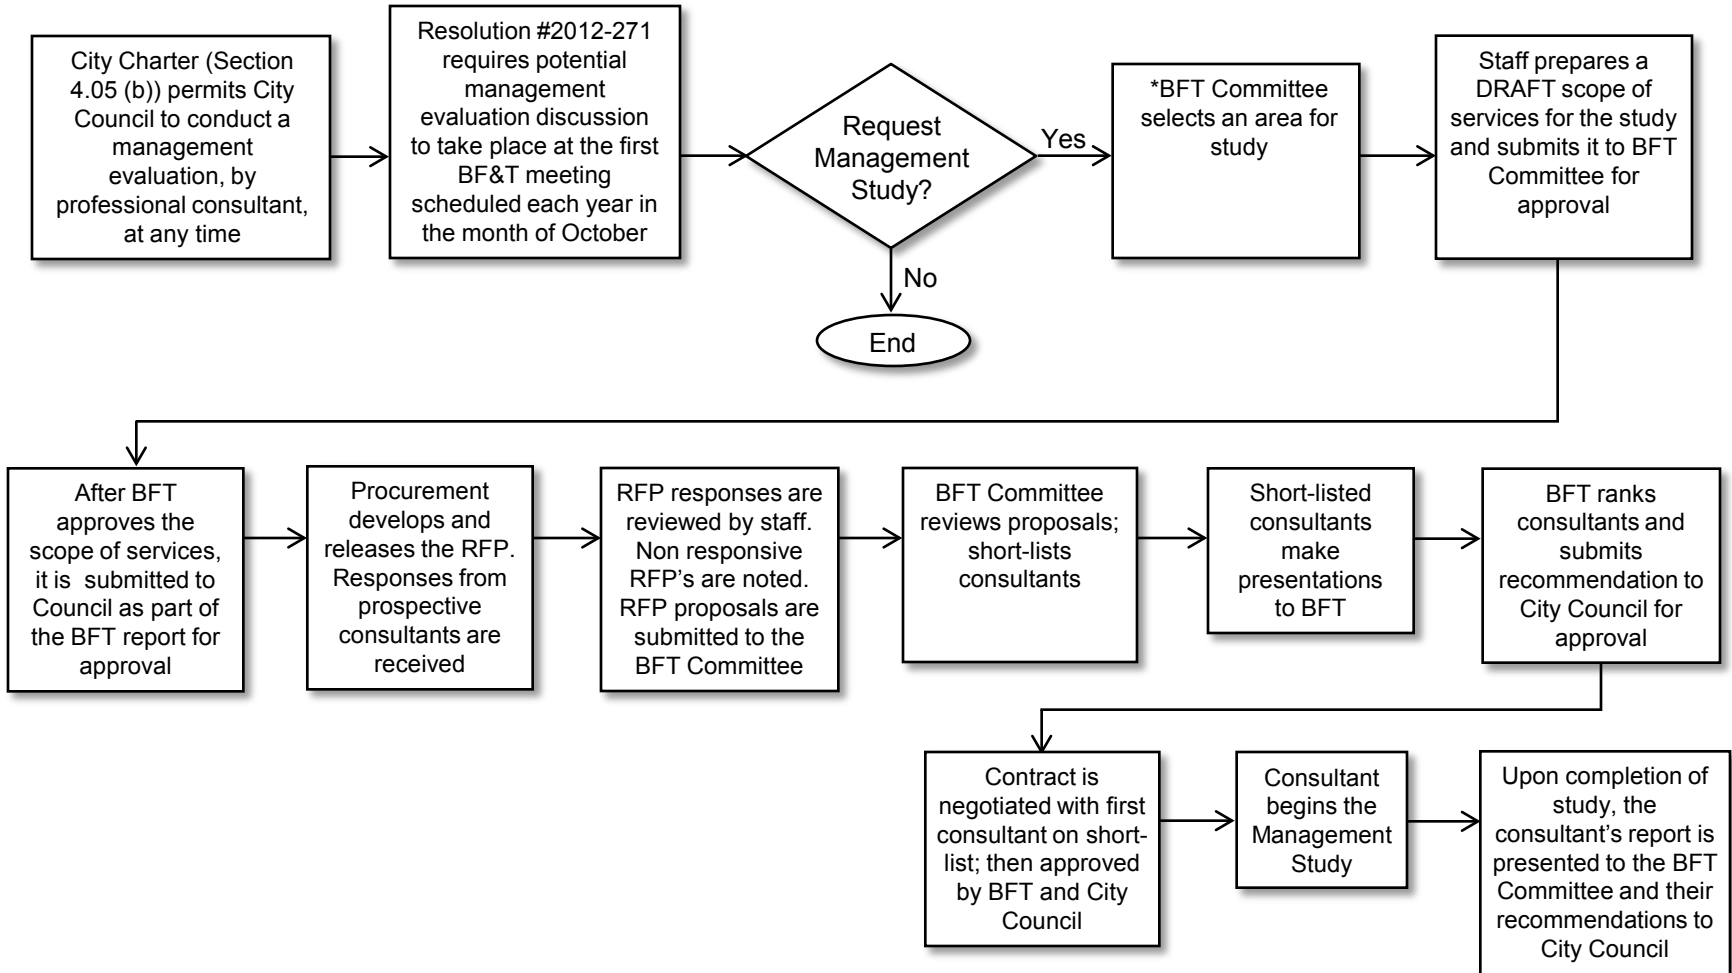 City Charter (Section
4.05 (b)) permits City
Council to conduct a
management
evaluation, by
professional consultant,
at any time
Resolution #2012-271
requires potential
management
evaluation discussion
to take place at the first
BF&T meeting
scheduled each year in
the month of October
Request
Management
Study?
Yes
No
End
*BFT Committee
selects an area for
study
Staff prepares a
DRAFT scope of
services for the study
and submits it to BFT
Committee for
approval
After BFT
approves the
scope of services,
it is submitted to
Council as part of
the BFT report for
approval
Procurement
develops and
releases the RFP.
Responses from
prospective
consultants are
received
RFP responses are
reviewed by staff.
Non responsive
RFP's are noted.
RFP proposals are
submitted to the
BFT Committee
BFT Committee
reviews proposals;
short-lists
consultants
Short-listed
consultants
make
presentations
to BFT
BFT ranks
consultants and
submits
recommendation to
City Council for
approval
Contract is
negotiated with first
consultant on short-
list; then approved
by BFT and City
Council
Consultant
begins the
Management
Study
Upon completion of
study, the
consultant's report is
presented to the BFT
Committee and their
recommendations to
City Council